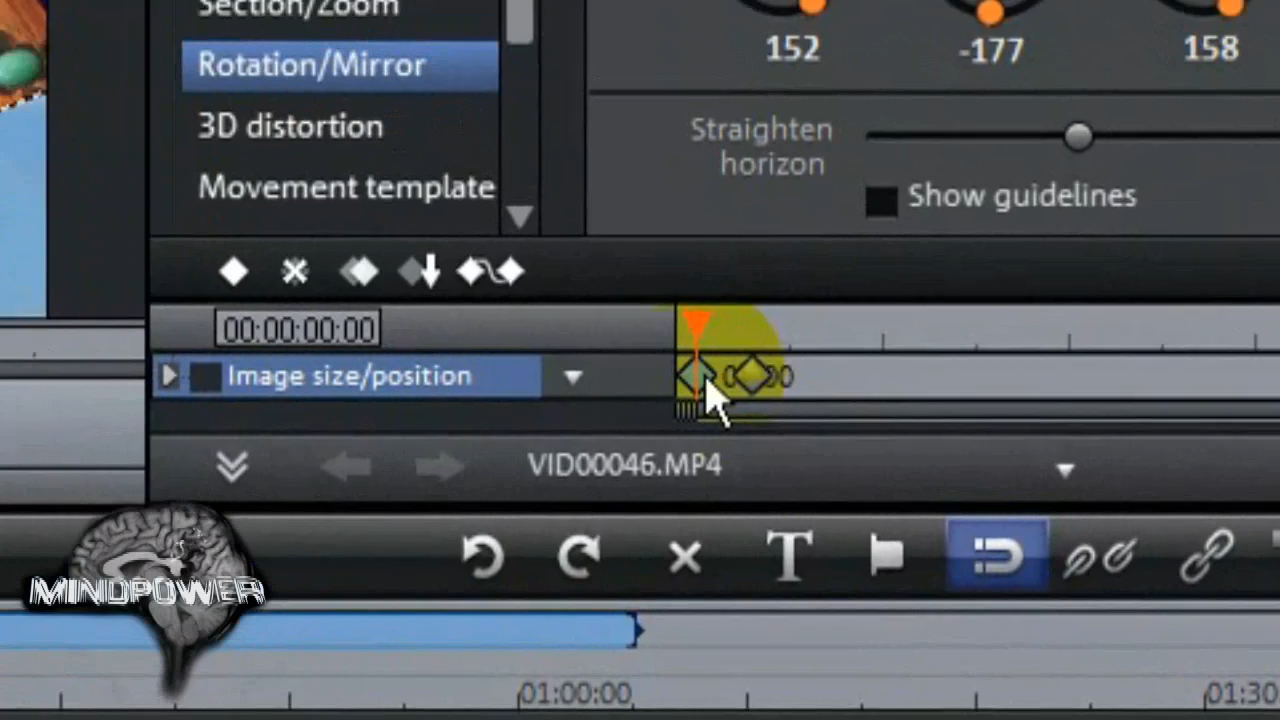 Section/Zoom
152
-177
158
Rotation/Mirror
3D distortion
Straighten
horizon
Movement template
Show guidelines
00:00:00:00
Image size/position
VID00046.MP4
T
MINDPOWER
01:00:00
01:30